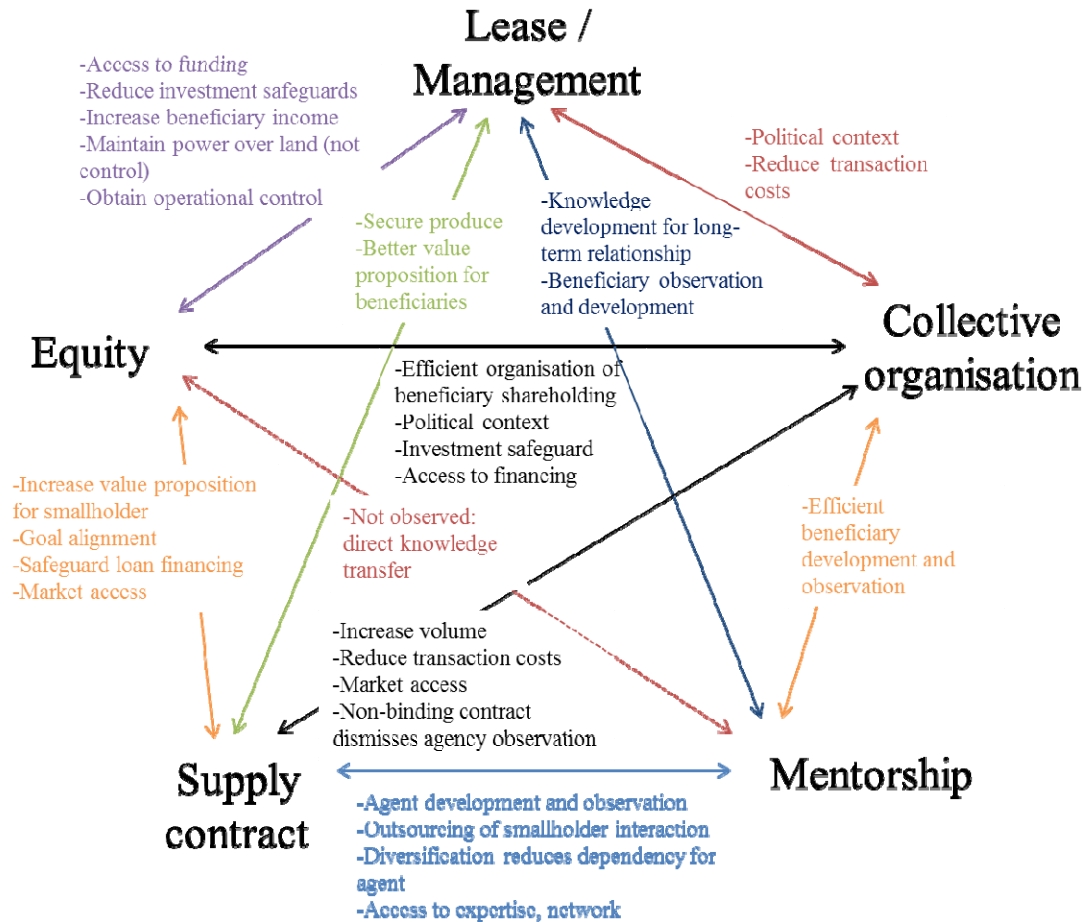 Lease /
Management
-Access to funding
-Reduce investment safeguards
-Increase beneficiary income
-Maintain power over land (not
control)
-Obtain operational control
-Political context
-Reduce transaction
costs
-Secure produce
-Better value
proposition for
beneficiaries
-Knowledge
development for long-
term relationship
-Beneficiary observation
and development
Equity
Collective
organisation
-Efficient organisation of
beneficiary shareholding
-Political context
-Investment safeguard
-Access to financing
-Increase value proposition
for smallholder
-Goal alignment
-Safeguard loan financing
-Market access
-Not observed:
direct knowledge
transfer
-Efficient
beneficiary
development and
observation
-Increase volume
-Reduce transaction costs
-Market access
-Non-binding contract
dismisses agency observation
Supply
contract
Mentorship
-Agent development and observation
-Outsourcing of smallholder interaction
-Diversification reduces dependency for
agent
-Access to expertise, network